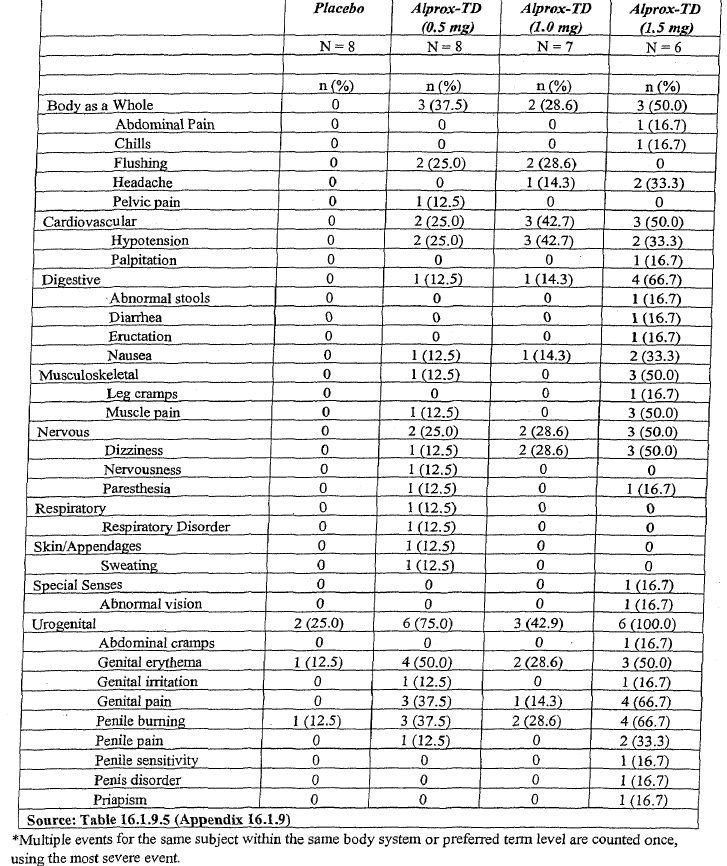 Placebo Alprox-TD Alprox-TD Alprox-TD
(0.5 mg) (1.0 mg) (1.5 mg)
N = 8 N = 8 N = 7 N = 6
n (%) n (%) n (%) n (%)
Body as a Whole 0 3 (37.5) 2 (28.6) 3 (50.0)
Abdominal Pain 0 0 0 1 (16.7)
Chills 0 0 0 1 (16.7)
Flushing 0 2 (25.0) 2 (28.6) 0
Headache 0 0 1 (14.3) 2 (33.3)
Pelvic pain 0 1 (12.5) 0 0
Cardiovascular 0 2 (25.0) 3 (42.7) 3 (50.0)
Hypotension 0 2 (25.0) 3 (42.7) 2 (33.3)
Palpitation 0 0 0 1 (16.7)
Digestive 0 1 (12.5) 1 (14.3) 4 (66.7)
Abnormal stools 0 0 0 1 (16.7)
Diarrhea 0 0 0 1 (16.7)
Eructation 0 0 0 1 (16.7)
Nausea 0 1 (12.5) 1 (14.3) 2 (33.3)
Musculoskeletal 0 1 (12.5) 0 3 (50.0)
Leg cramps 0 0 0 1 (16.7)
Muscle pain 0 1 (12.5) 0 3 (50.0)
Nervous 0 2 (25.0) 2 (28.6) 3 (50.0)
Dizziness 0 1 (12.5) 2 (28.6) 3 (50.0)
Nervousness 0 1 (12.5) 0 0
Paresthesia 0 1 (12.5) 0 1 (16.7)
Respiratory 0 1 (12.5) 0 0
Respiratory Disorder 0 1 (12.5) 0 0
Skin/Appendages 0 1 (12.5) 0 0
Sweating 0 1 (12.5) 0 0
Special Senses 0 0 0 1 (16.7)
Abnormal vision 0 0 0 1 (16.7)
Urogenital 2 (25.0) 6 (75.0) 3 (42.9) 6 (100.0)
Abdominal cramps 0 0 0 1 (16.7)
Genital erythema 1 (12.5) 4 (50.0) 2 (28.6) 3 (50.0)
Genital irritation 0 1 (12.5) 0 1 (16.7)
Genital pain 0 3 (37.5) 1 (14.3) 4 (66.7)
Penile burning 1 (12.5) 3 (37.5) 2 (28.6) 4 (66.7)
Penile pain 0 1 (12.5) 0 2 (33.3)
Penile sensitivity 0 0 0 1 (16.7)
Penis disorder 0 0 0 1 (16.7)
Priapism 0 0 0 1 (16.7)
Source: Table 16.1.9.5 (Appendix 16.1.9)
*Multiple events for the same subject within the same body system or preferred term level are counted once,
using the most severe event.